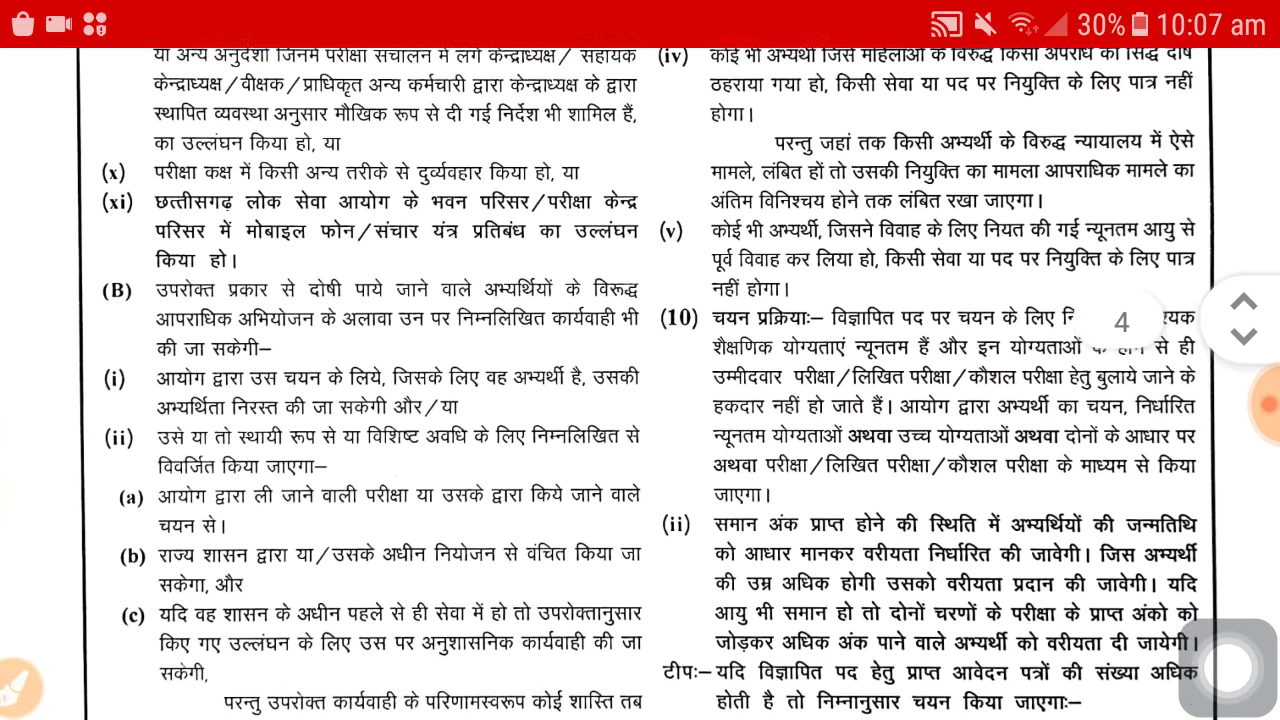 30% 10:07 am
या अन्य अनुदेशों जिनमें परीक्षा संचालन में लगे केन्द्राध्यक्ष/ सहायक
केन्द्राध्यक्ष/वीक्षक/प्राधिकृत अन्य कर्मचारी द्वारा केन्द्राध्यक्ष के द्वारा
स्थापित व्यवस्था अनुसार मौखिक रूप से दी गई निर्देश भी शामिल हैं,
का उल्लंघन किया हो, या
(x) परीक्षा कक्ष में किसी अन्य तरीके से दुर्व्यवहार किया हो, या
(xi) छत्तीसगढ़ लोक सेवा आयोग के भवन परिसर/परीक्षा केन्द्र
परिसर में मोबाइल फोन/संचार यंत्र प्रतिबंध का उल्लंघन
किया हो।
(B) उपरोक्त प्रकार से दोषी पाये जाने वाले अभ्यर्थियों के विरूद्ध
आपराधिक अभियोजन के अलावा उन पर निम्नलिखित कार्यवाही भी
की जा सकेगी–
(i) आयोग द्वारा उस चयन के लिये, जिसके लिए वह अभ्यर्थी है, उसकी
अभ्यर्थिता निरस्त की जा सकेगी और/या
(ii) उसे या तो स्थायी रूप से या विशिष्ट अवधि के लिए निम्नलिखित से
विवर्जित किया जाएगा–
(a) आयोग द्वारा ली जाने वाली परीक्षा या उसके द्वारा किये जाने वाले
चयन से।
(b) राज्य शासन द्वारा या/उसके अधीन नियोजन से वंचित किया जा
सकेगा, और
(c) यदि वह शासन के अधीन पहले से ही सेवा में हो तो उपरोक्तानुसार
किए गए उल्लंघन के लिए उस पर अनुशासनिक कार्यवाही की जा
सकेगी,
परन्तु उपरोक्त कार्यवाही के परिणामस्वरूप कोई शास्ति तब
(iv) कोई भी अभ्यर्थी जिसे महिलाओं के विरुद्ध किसी अपराध का सिद्ध दोष
ठहराया गया हो, किसी सेवा या पद पर नियुक्ति के लिए पात्र नहीं
होगा।
परन्तु जहां तक किसी अभ्यर्थी के विरुद्ध न्यायालय में ऐसे
मामले, लंबित हों तो उसकी नियुक्ति का मामला आपराधिक मामले का
अंतिम विनिश्चय होने तक लंबित रखा जाएगा।
(v) कोई भी अभ्यर्थी, जिसने विवाह के लिए नियत की गई न्यूनतम आयु से
पूर्व विवाह कर लिया हो, किसी सेवा या पद पर नियुक्ति के लिए पात्र
नहीं होगा।
(10) चयन प्रक्रियाः– विज्ञापित पद पर चयन के लिए
4
शैक्षणिक योग्यताएं न्यूनतम हैं और इन योग्यताओं के होने से ही
उम्मीदवार परीक्षा/लिखित परीक्षा/कौशल परीक्षा हेतु बुलाये जाने के
हकदार नहीं हो जाते हैं। आयोग द्वारा अभ्यर्थी का चयन, निर्धारित
न्यूनतम योग्यताओं अथवा उच्च योग्यताओं अथवा दोनों के आधार पर
अथवा परीक्षा/लिखित परीक्षा/कौशल परीक्षा के माध्यम से किया
जाएगा।
(ii) समान अंक प्राप्त होने की स्थिति में अभ्यर्थियों की जन्मतिथि
को आधार मानकर वरीयता निर्धारित की जावेगी। जिस अभ्यर्थी
की उम्र अधिक होगी उसको वरीयता प्रदान की जावेगी। यदि
आयु भी समान हो तो दोनों चरणों के परीक्षा के प्राप्त अंको को
जोड़कर अधिक अंक पाने वाले अभ्यर्थी को वरीयता दी जायेगी।
टीपः– यदि विज्ञापित पद हेतु प्राप्त आवेदन पत्रों की संख्या अधिक
होती है तो निम्नानुसार चयन किया जाएगाः–